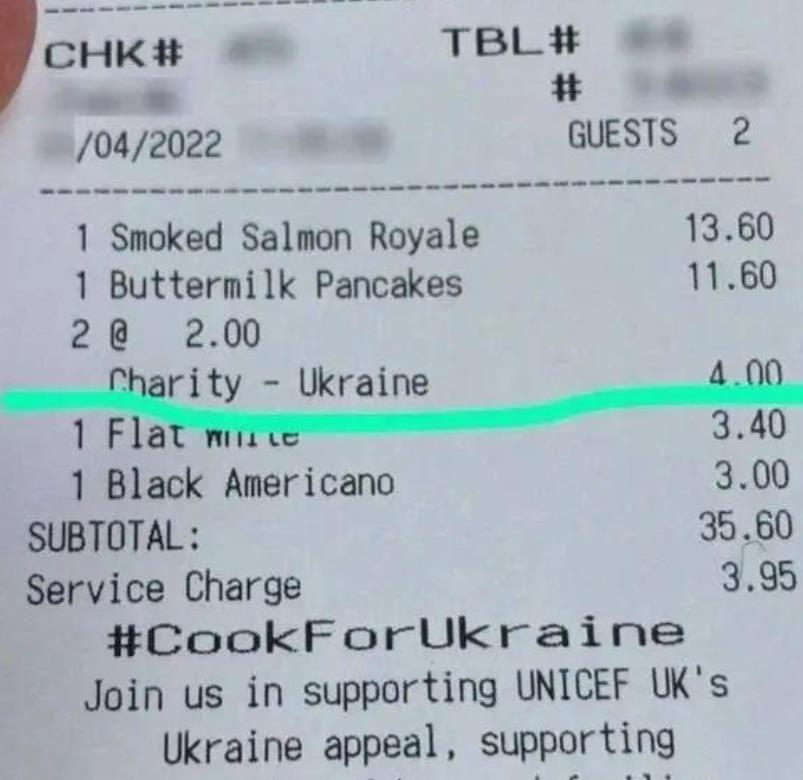 CHK# TBL#
#
/04/2022 GUESTS 2
1 Smoked Salmon Royale 13.60
1 Buttermilk Pancakes 11.60
2 @ 2.00
Charity - Ukraine 4.00
1 Flat White 3.40
1 Black Americano 3.00
SUBTOTAL: 35.60
Service Charge 3.95
#CookForUkraine
Join us in supporting UNICEF UK's
Ukraine appeal, supporting